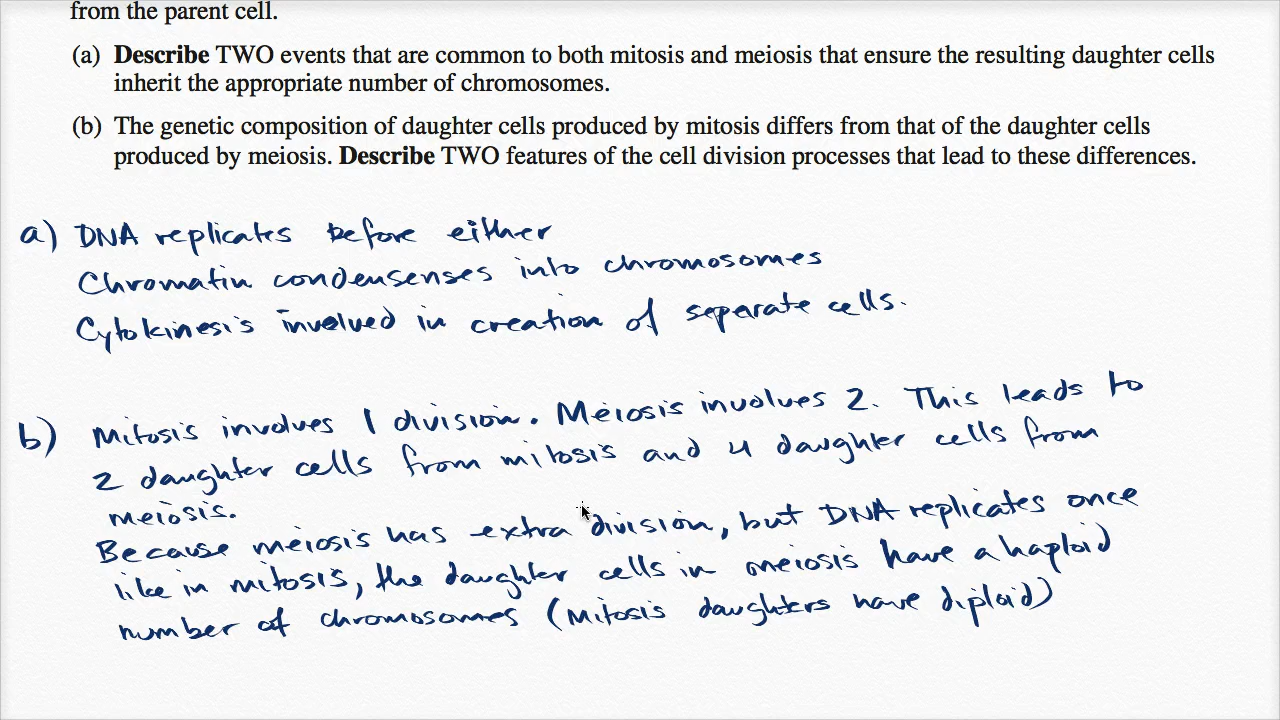 from the parent cell.
(a) Describe TWO events that are common to both mitosis and meiosis that ensure the resulting daughter cells
inherit the appropriate number of chromosomes.
(b) The genetic composition of daughter cells produced by mitosis differs from that of the daughter cells
produced by meiosis. Describe TWO features of the cell division processes that lead to these differences.
a) DNA replicates before either
Chromatin condensenses into chromosomes
Cytokinesis involved in creation of separate cells.
b) Mitosis involves 1 division. Meiosis involves 2. This leads to
2 daughter cells from mitosis and 4 daughter cells from
meiosis.
Because meiosis has extra division, but DNA replicates once
like in mitosis, the daughter cells in meiosis have a haploid
number of chromosomes (mitosis daughters have diploid)